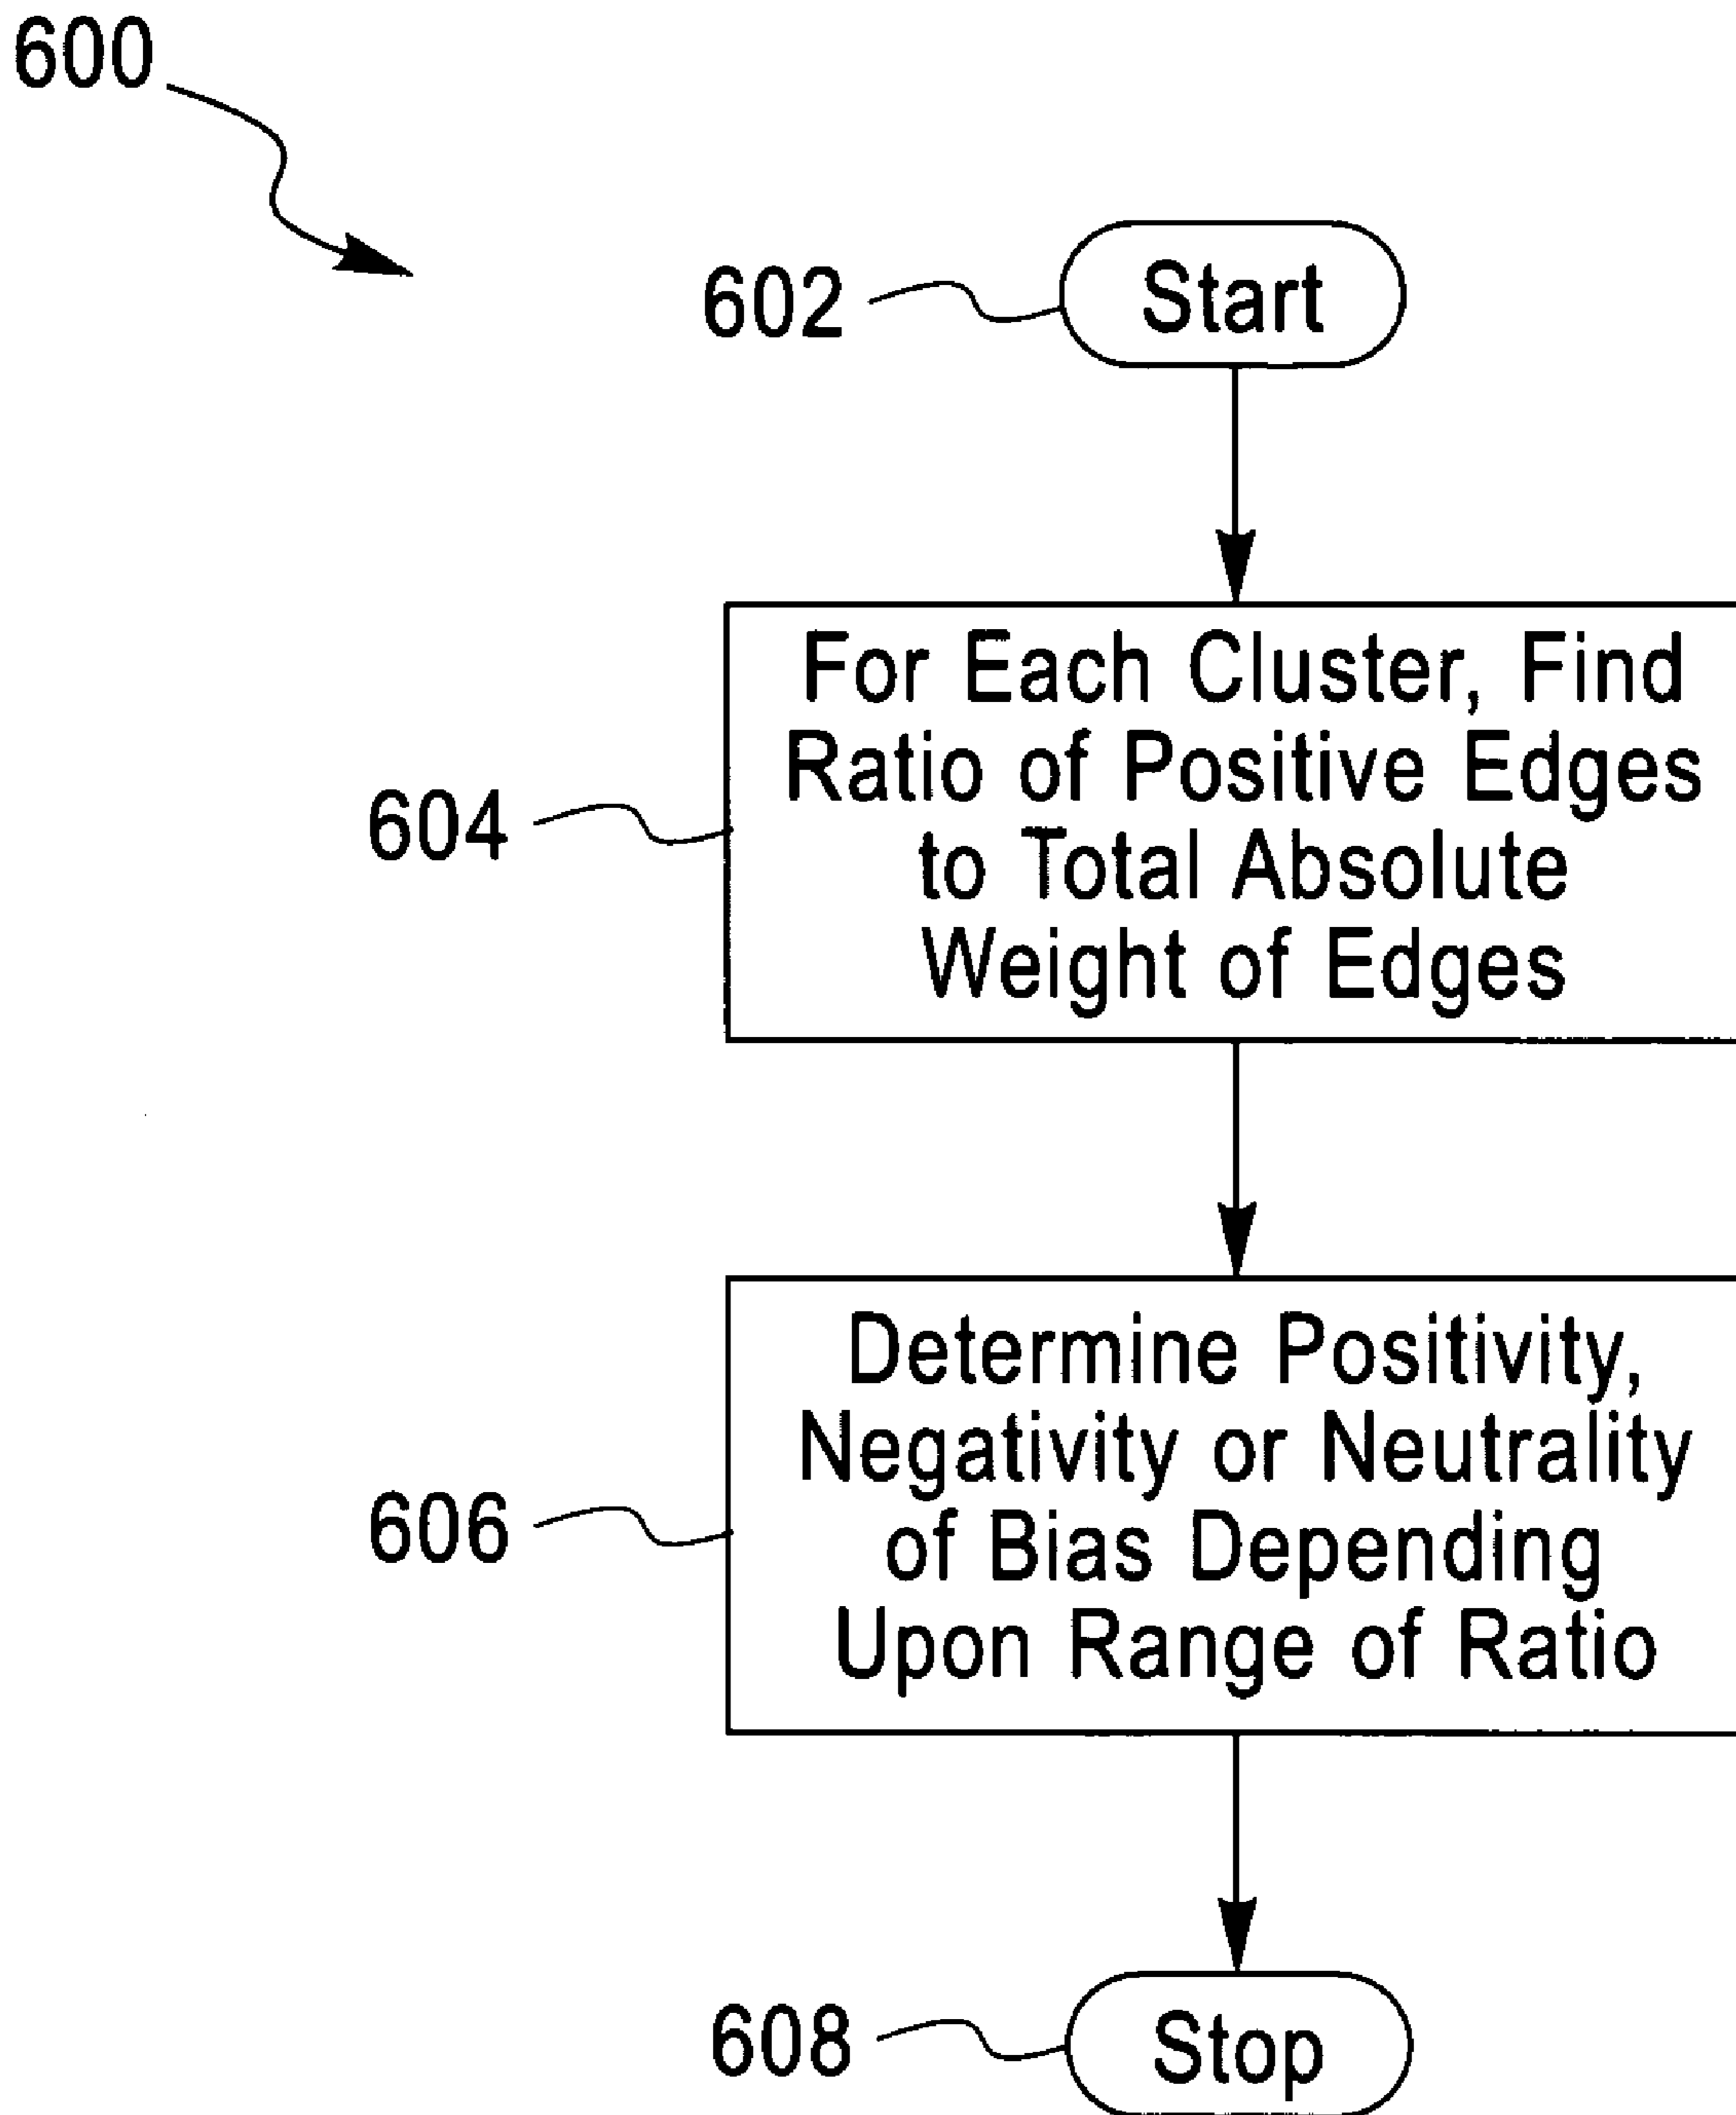 600
602
Start
604
For Each Cluster, Find
Ratio of Positive Edges
to Total Absolute
Weight of Edges
606
Determine Positivity,
Negativity or Neutrality
of Bias Depending
Upon Range of Ratio
608
Stop